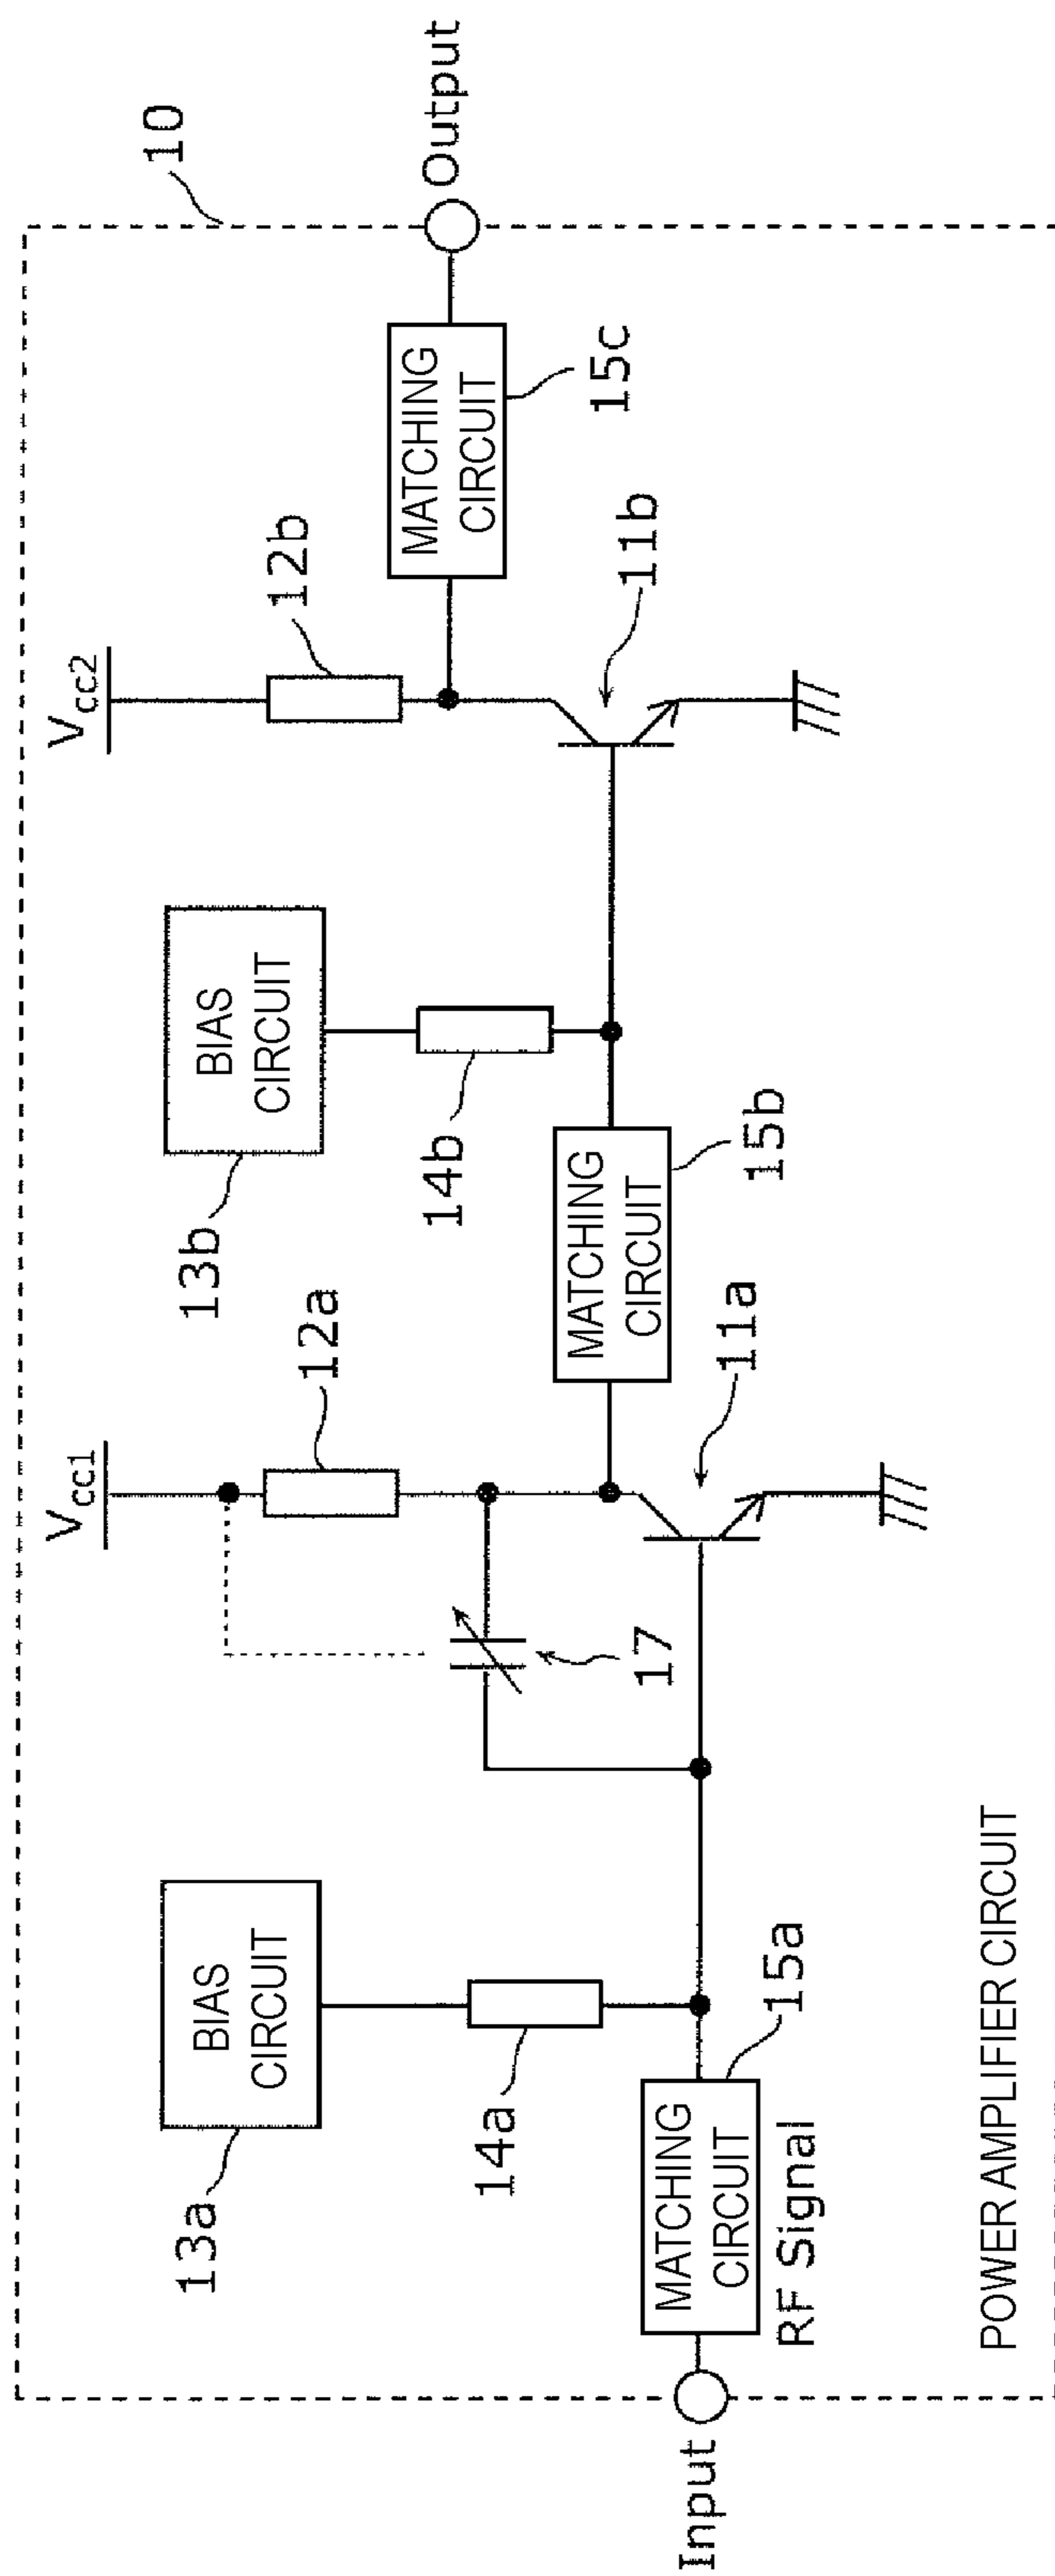 10
Vcc1
Vcc2
BIAS
CIRCUIT
13a
14a
12a
BIAS
CIRCUIT
13b
14b
12b
17
MATCHING
CIRCUIT
15a
RF Signal
Input
11a
MATCHING
CIRCUIT
15b
11b
MATCHING
CIRCUIT
15c
Output
POWER AMPLIFIER CIRCUIT